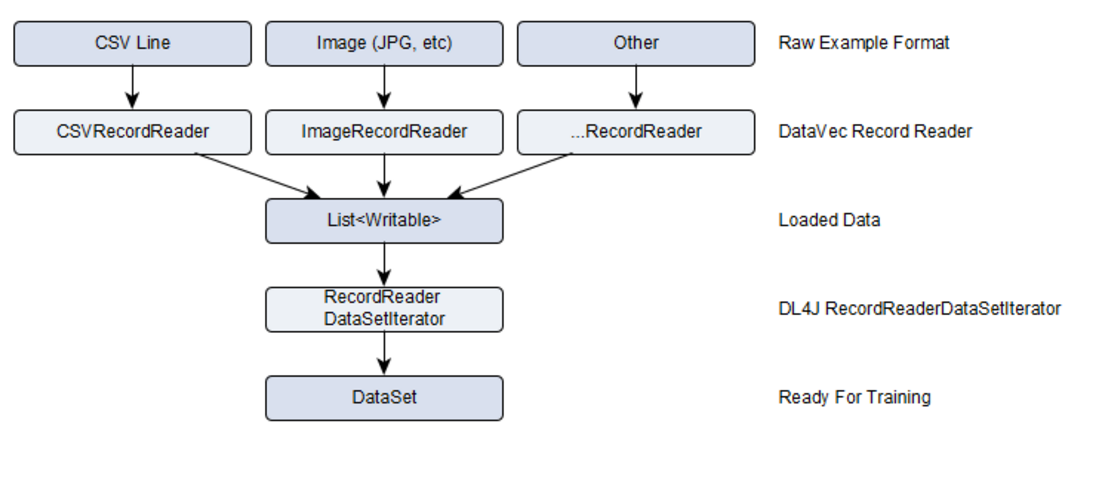 CSV Line
Image (JPG, etc)
Other
Raw Example Format
CSVRecordReader
ImageRecordReader
...RecordReader
DataVec Record Reader
List<Writable>
Loaded Data
RecordReader
DataSetIterator
DL4J RecordReaderDataSetIterator
DataSet
Ready For Training